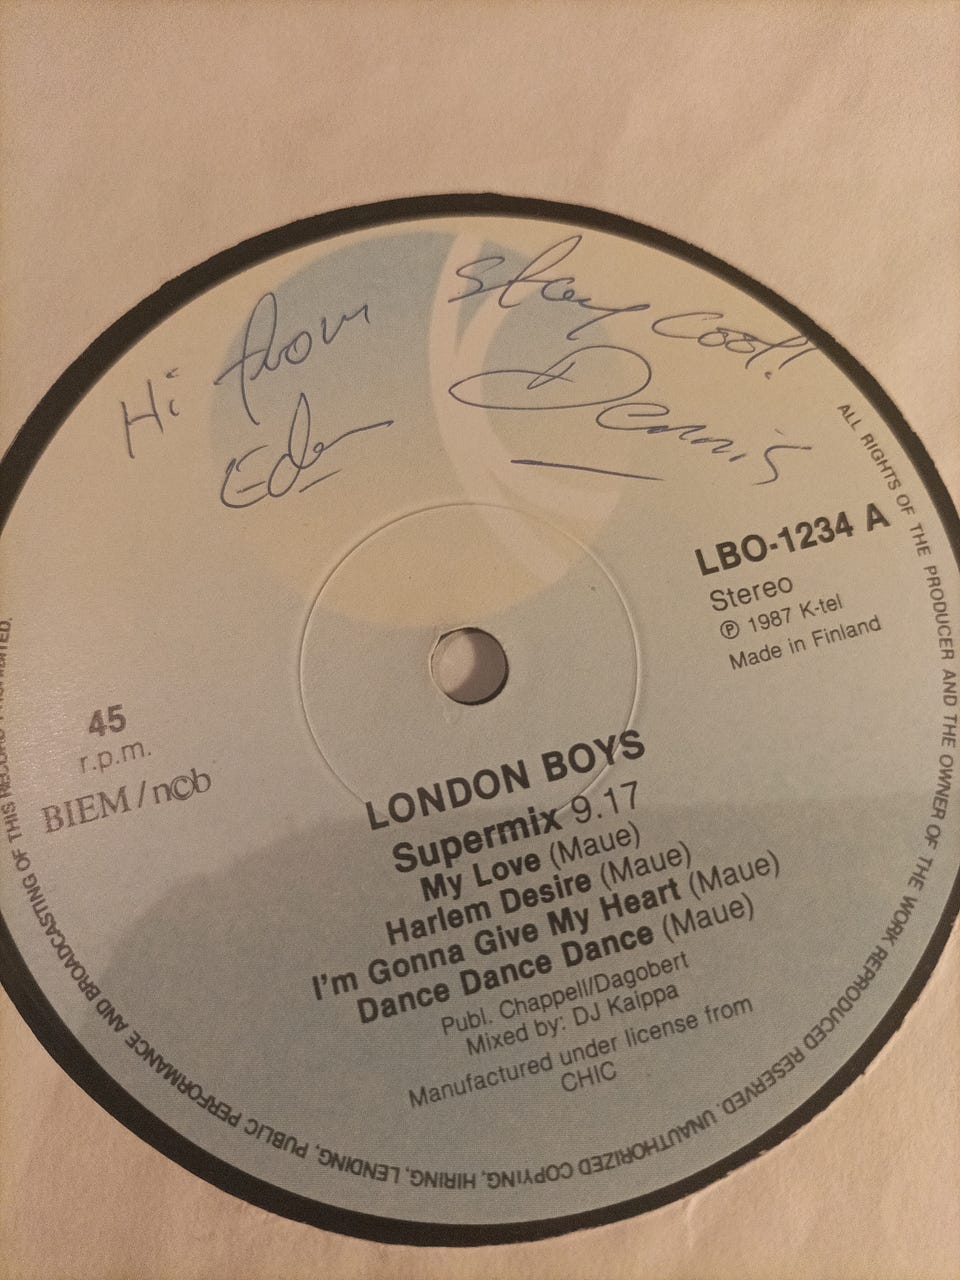 Hi from
Eden
Stay cool!
Dennis
LBO-1234 A
Stereo
℗ 1987 K-tel
Made in Finland
45
r.p.m.
BIEM/n©b
LONDON BOYS
Supermix 9.17
My Love (Maue)
Harlem Desire (Maue)
I'm Gonna Give My Heart (Maue)
Dance Dance Dance (Maue)
Publ. Chappell/Dagobert
Mixed by: DJ Kaippa
Manufactured under license from
CHIC
ALL RIGHTS OF THE PRODUCER AND THE OWNER OF THE WORK REPRODUCED RESERVED. UNAUTHORIZED COPYING, HIRING, LENDING, PUBLIC PERFORMANCE AND BROADCASTING OF THIS RECORD PROHIBITED.